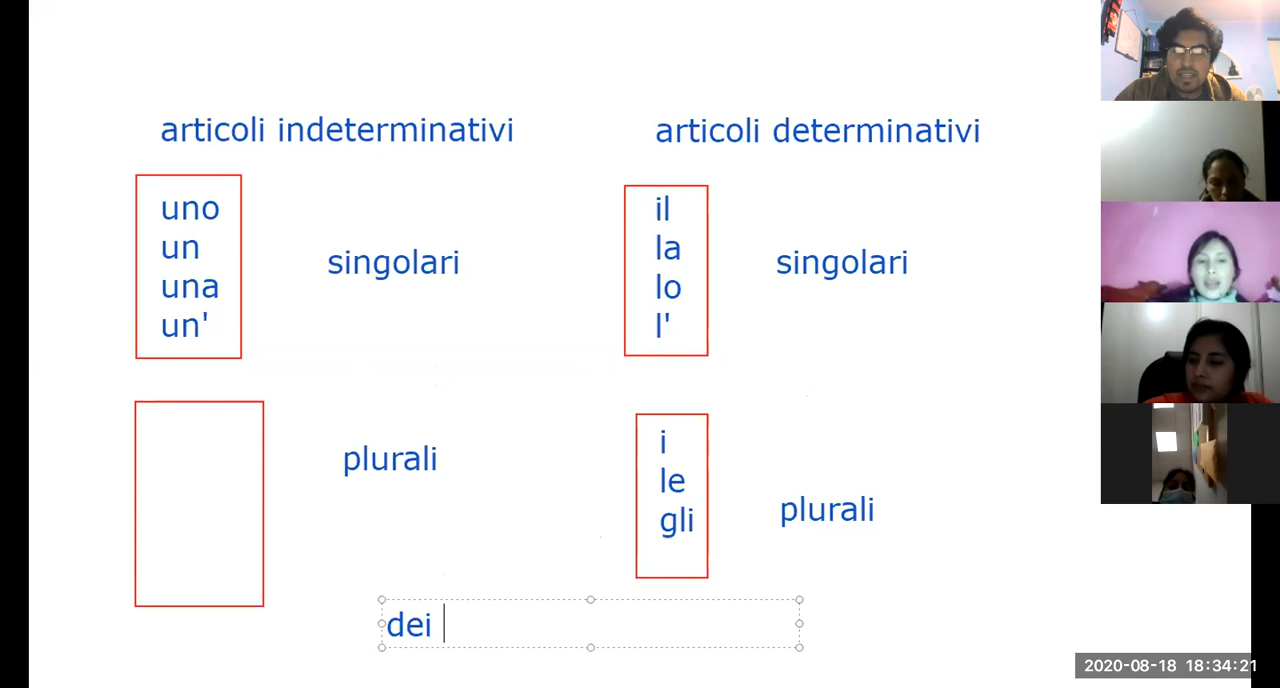 articoli indeterminativi
articoli determinativi
uno
un
una
un'
singolari
il
la
lo
l'
singolari
plurali
i
le
gli
plurali
dei
2020-08-18 18:34:21